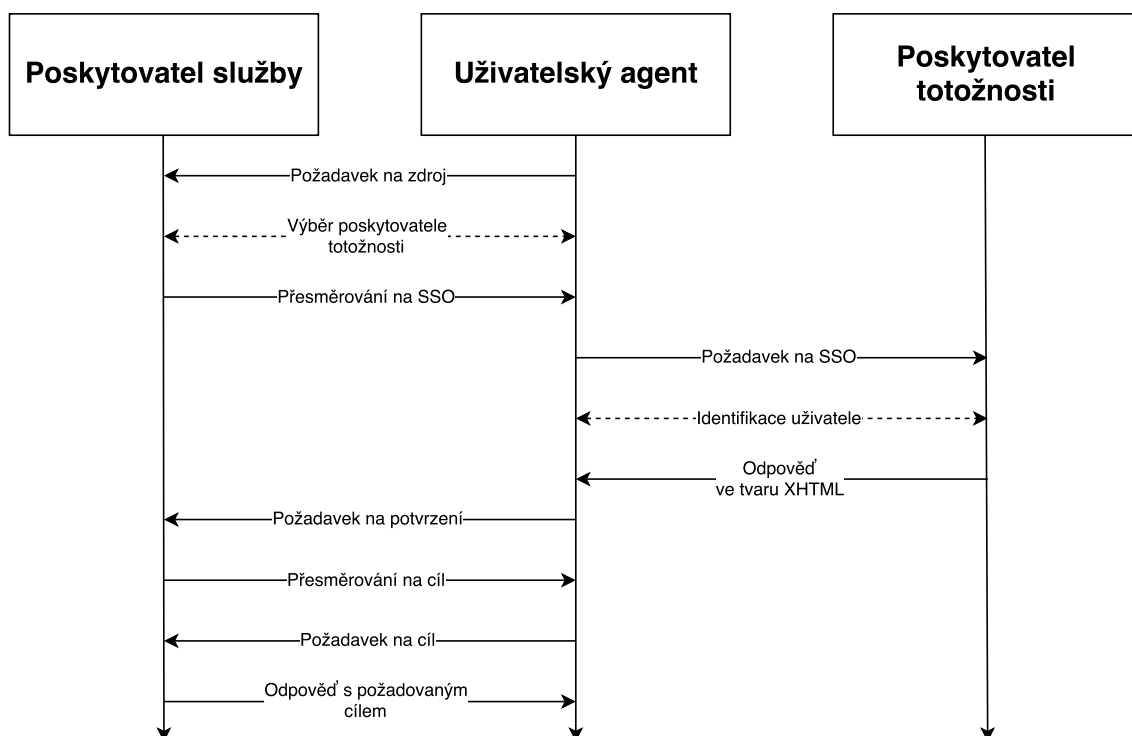 Poskytovatel služby
Uživatelský agent
Poskytovatel
totožnosti
Požadavek na zdroj
Výběr poskytovatele
totožnosti
Přesměrování na SSO
Požadavek na SSO
Identifikace uživatele
Odpověď
ve tvaru XHTML
Požadavek na potvrzení
Přesměrování na cíl
Požadavek na cíl
Odpověď s požadovaným
cílem